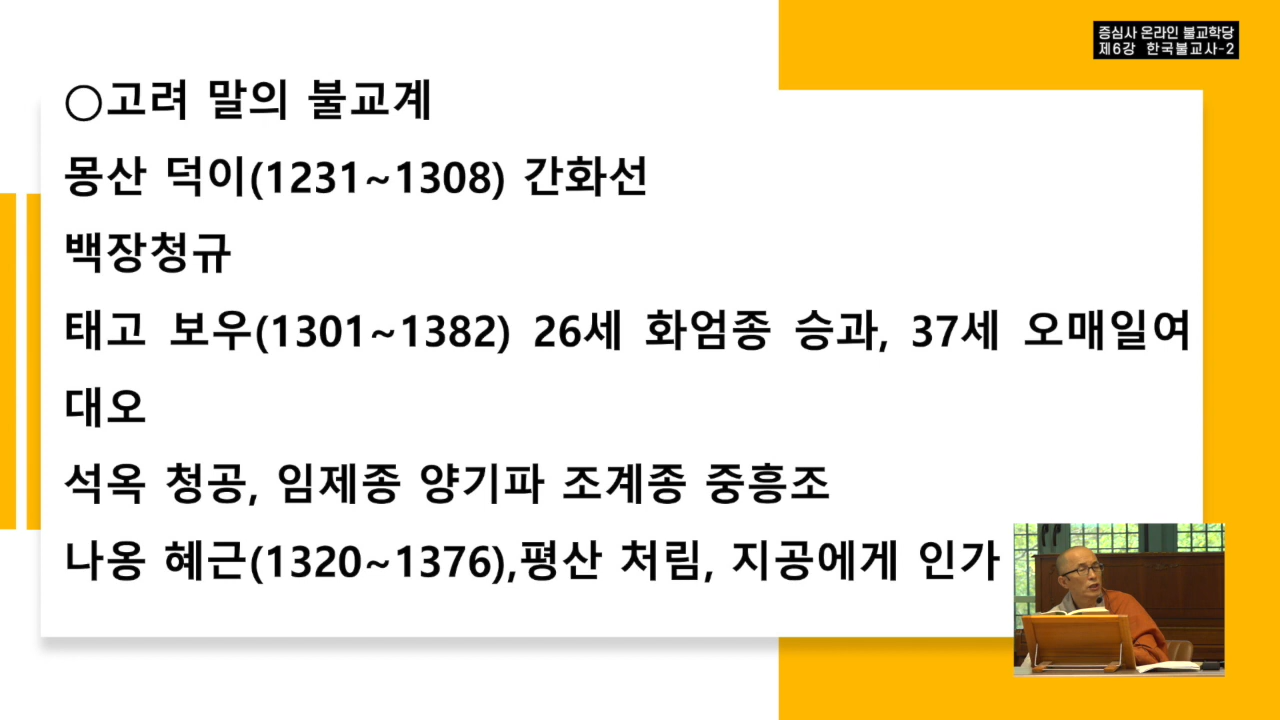 증심사 온라인 불교학당
제6강 한국불교사-2
○고려 말의 불교계
몽산 덕이(1231~1308) 간화선
백장청규
태고 보우(1301~1382) 26세 화엄종 승과, 37세 오매일여
대오
석옥 청공, 임제종 양기파 조계종 중흥조
나옹 혜근(1320~1376),평산 처림, 지공에게 인가